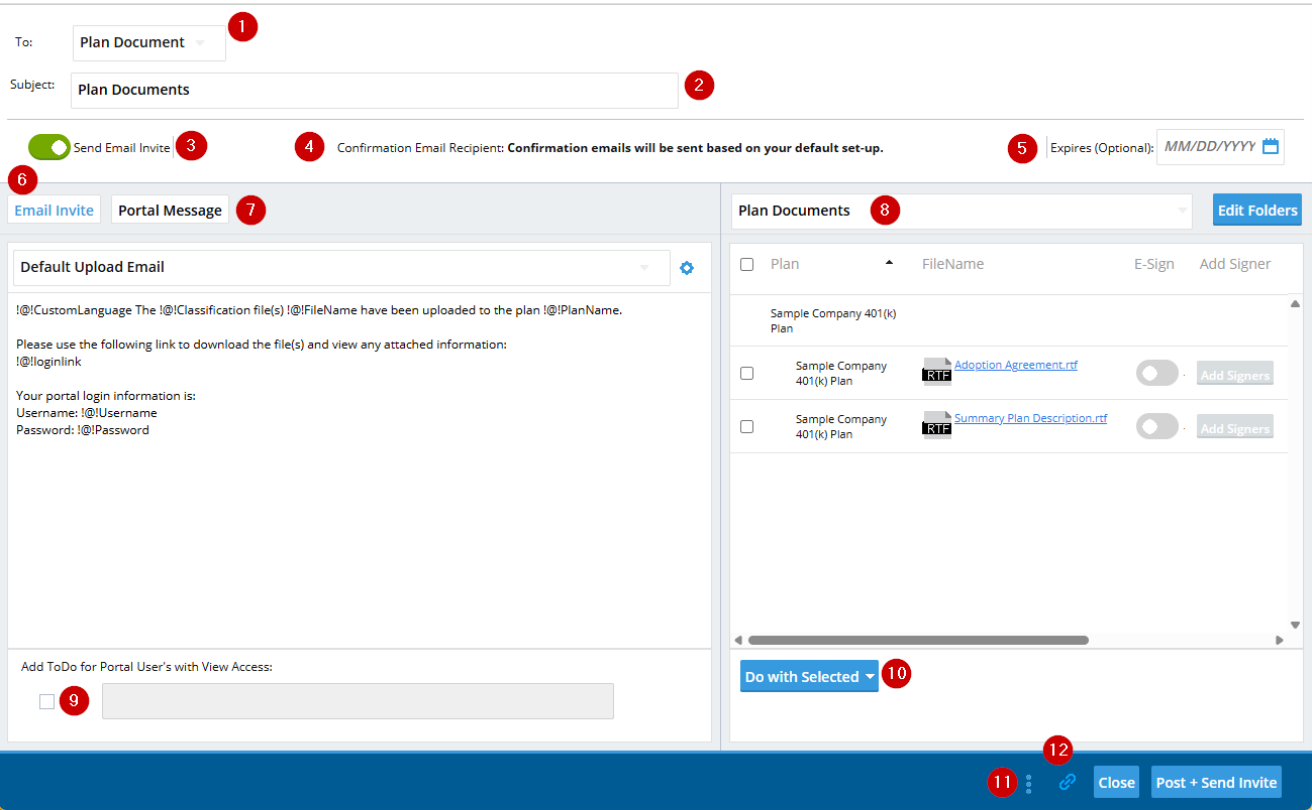 1
To:
Plan Document
Subject:
Plan Documents
2
Send Email Invite
3
4
Confirmation Email Recipient: Confirmation emails will be sent based on your default set-up.
5
Expires (Optional):
MM/DD/YYYY
6
Email Invite
Portal Message
7
Plan Documents
8
Edit Folders
Default Upload Email
!@!CustomLanguage The !@!Classification file(s) !@!FileName have been uploaded to the plan !@!PlanName.
Please use the following link to download the file(s) and view any attached information:
!@!loginlink
Your portal login information is:
Username: !@!Username
Password: !@!Password
Add ToDo for Portal User's with View Access:
9
Plan
FileName
E-Sign
Add Signer
Sample Company 401(k)
Plan
Sample Company
401(k) Plan
RTF
Adoption Agreement.rtf
Add Signers
Sample Company
401(k) Plan
RTF
Summary Plan Description.rtf
Add Signers
Do with Selected
10
11
12
Close
Post + Send Invite